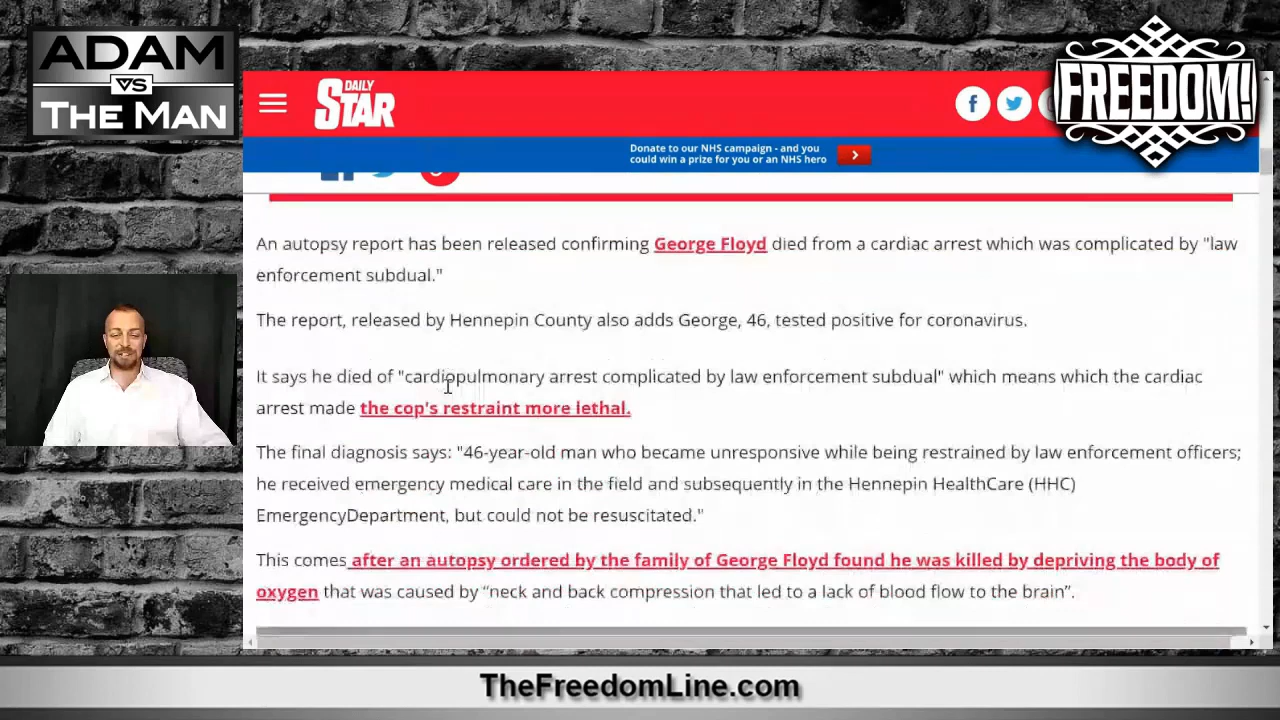 ADAM
VS
THE MAN
DAILY
STAR
FREEDOM!
Donate to our NHS campaign - and you
could win a prize for you or an NHS hero
An autopsy report has been released confirming George Floyd died from a cardiac arrest which was complicated by "law
enforcement subdual."
The report, released by Hennepin County also adds George, 46, tested positive for coronavirus.
It says he died of "cardiopulmonary arrest complicated by law enforcement subdual" which means which the cardiac
arrest made the cop's restraint more lethal.
The final diagnosis says: "46-year-old man who became unresponsive while being restrained by law enforcement officers;
he received emergency medical care in the field and subsequently in the Hennepin HealthCare (HHC)
EmergencyDepartment, but could not be resuscitated."
This comes after an autopsy ordered by the family of George Floyd found he was killed by depriving the body of
oxygen that was caused by “neck and back compression that led to a lack of blood flow to the brain”.
TheFreedomLine.com